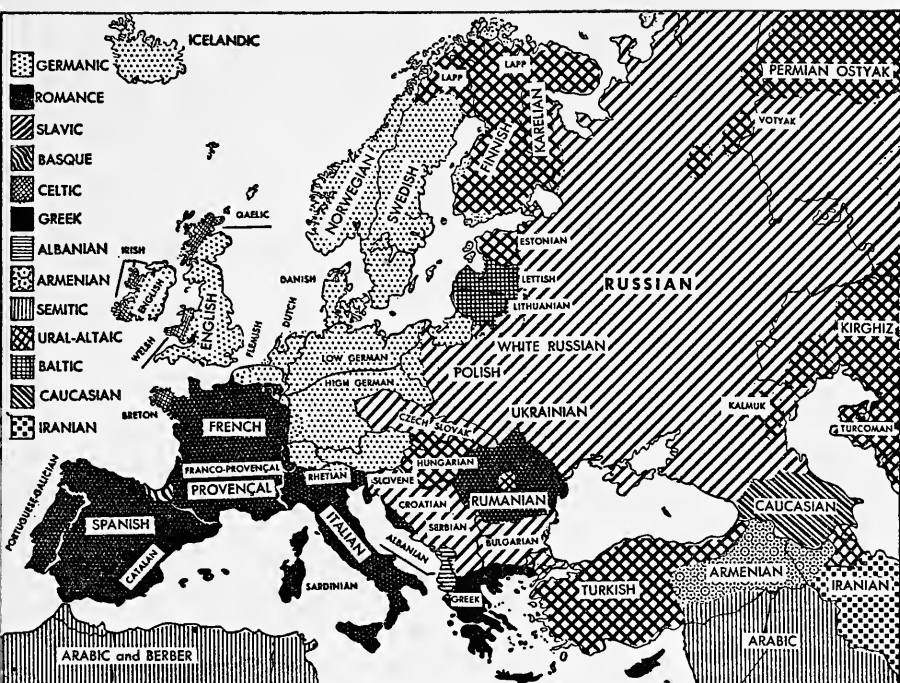 GERMANIC
ROMANCE
SLAVIC
BASQUE
CELTIC
GREEK
ALBANIAN
ARMENIAN
SEMITIC
URAL-ALTAIC
BALTIC
CAUCASIAN
IRANIAN
ICELANDIC
LAPP
LAPP
PERMIAN OSTYAK
VOTYAK
KARELIAN
FINNISH
NORWEGIAN
SWEDISH
GAELIC
IRISH
ENGLISH
ENGLISH
WELSH
DANISH
DUTCH
FLEMISH
ESTONIAN
LETTISH
LITHUANIAN
RUSSIAN
WHITE RUSSIAN
POLISH
LOW GERMAN
HIGH GERMAN
KIRGHIZ
KALMUK
TURCOMAN
UKRAINIAN
CZECH SLOVAK
BRETON
FRENCH
FRANCO-PROVENÇAL
PROVENÇAL
RHETIAN
SLOVENE
HUNGARIAN
RUMANIAN
CROATIAN
SERBIAN
BULGARIAN
CAUCASIAN
PORTUGUESE-GALICIAN
SPANISH
CATALAN
ITALIAN
SARDINIAN
ALBANIAN
GREEK
TURKISH
ARMENIAN
IRANIAN
ARABIC and BERBER
ARABIC